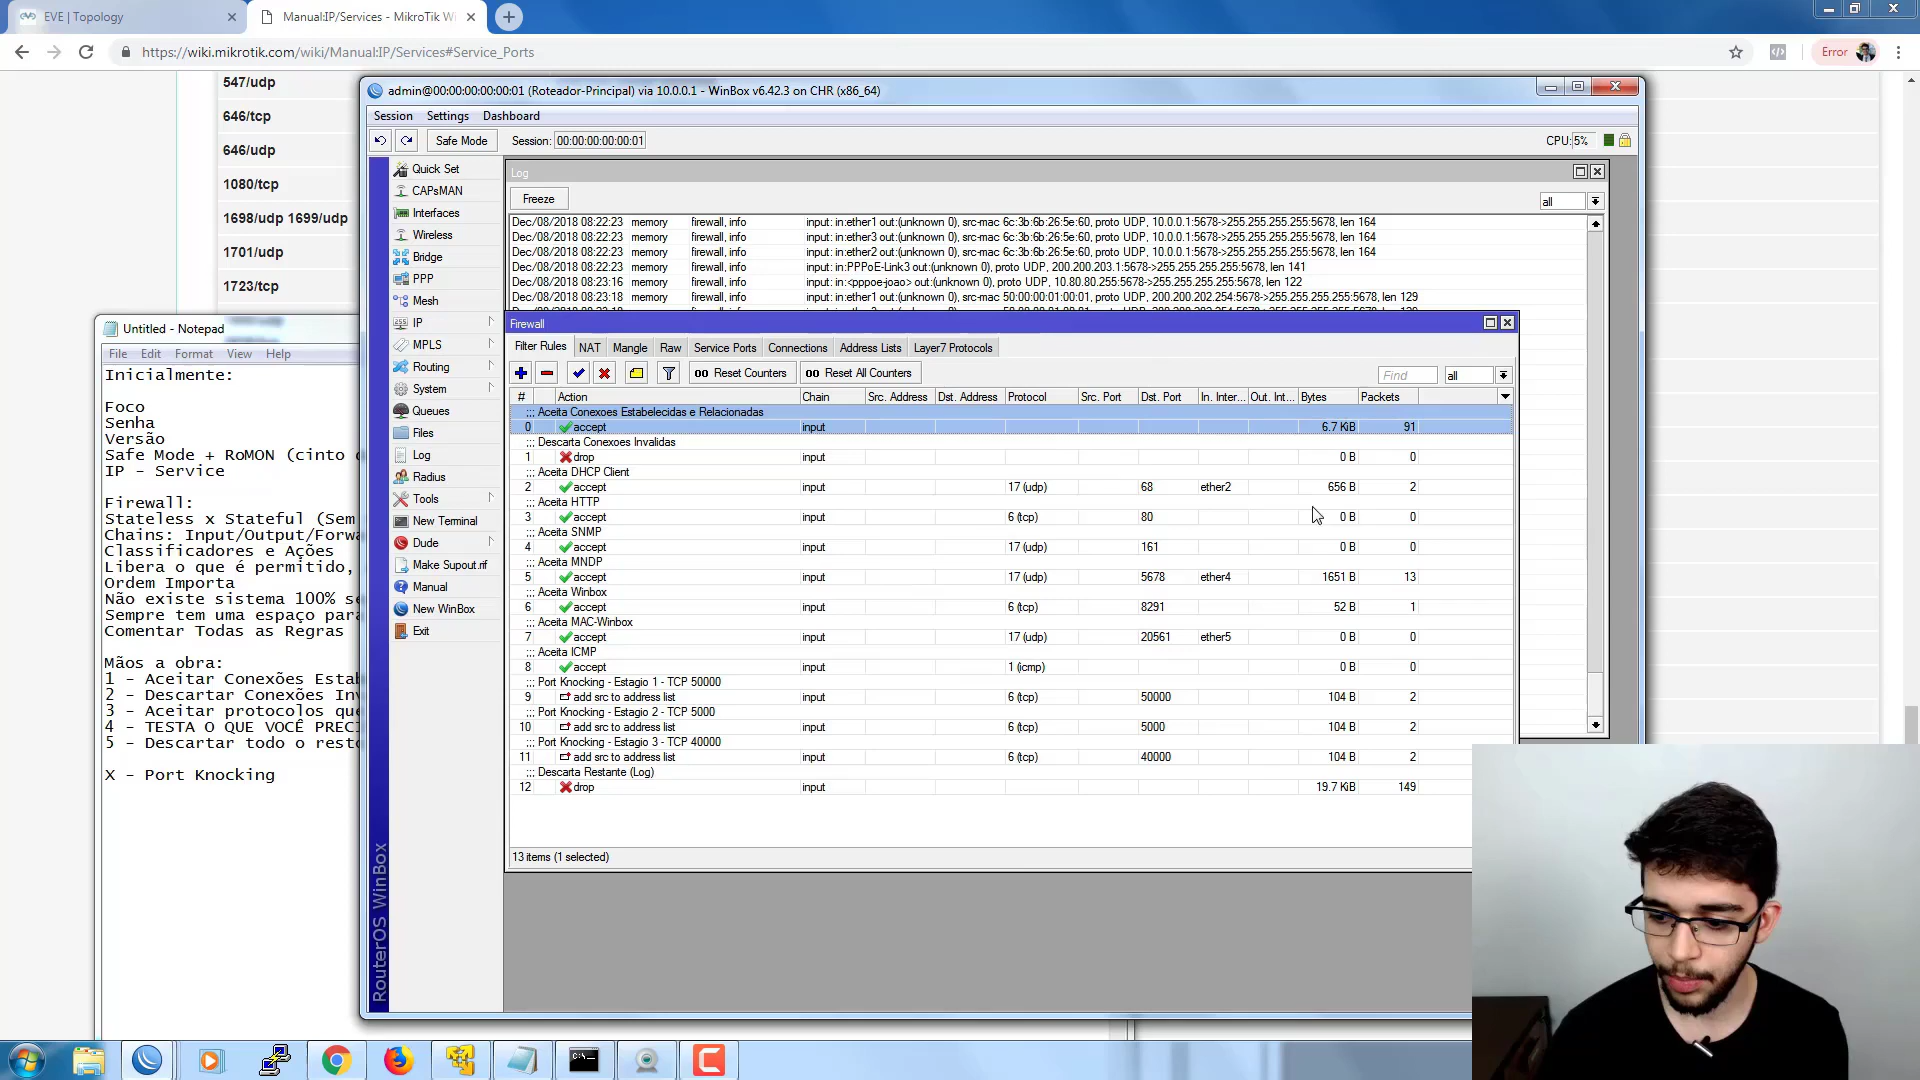 EVE | Topology
Manual:IP/Services - MikroTik Wi
https://wiki.mikrotik.com/wiki/Manual:IP/Services#Service_Ports
Error
547/udp
646/tcp
646/udp
1080/tcp
1698/udp 1699/udp
1701/udp
1723/tcp
Untitled - Notepad
File Edit Format View Help
Inicialmente:
Foco
Senha
Versão
Safe Mode + RoMON (cinto
IP - Service
Firewall:
Stateless x Stateful (Sem
Chains: Input/Output/Forwa
Classificadores e Ações
Libera o que é permitido,
Ordem Importa
Não existe sistema 100% se
Sempre tem uma espaço para
Comentar Todas as Regras
Mãos a obra:
1 - Aceitar Conexões Estab
2 - Descartar Conexões Inv
3 - Aceitar protocolos que
4 - TESTA O QUE VOCÊ PRECI
5 - Descartar todo o resto
X - Port Knocking
admin@00:00:00:00:00:01 (Roteador-Principal) via 10.0.0.1 - WinBox v6.42.3 on CHR (x86_64)
Session Settings Dashboard
Safe Mode Session: 00:00:00:00:00:01 CPU: 5%
Quick Set
CAPsMAN
Interfaces
Wireless
Bridge
PPP
Mesh
IP
MPLS
Routing
System
Queues
Files
Log
Radius
Tools
New Terminal
Dude
Make Supout.rif
Manual
New WinBox
Exit
RouterOS WinBox
Log
Freeze all
Dec/08/2018 08:22:23 memory firewall, info input: in:ether1 out:(unknown 0), src-mac 6c:3b:6b:26:5e:60, proto UDP, 10.0.0.1:5678->255.255.255.255:5678, len 164
Dec/08/2018 08:22:23 memory firewall, info input: in:ether3 out:(unknown 0), src-mac 6c:3b:6b:26:5e:60, proto UDP, 10.0.0.1:5678->255.255.255.255:5678, len 164
Dec/08/2018 08:22:23 memory firewall, info input: in:ether2 out:(unknown 0), src-mac 6c:3b:6b:26:5e:60, proto UDP, 10.0.0.1:5678->255.255.255.255:5678, len 164
Dec/08/2018 08:22:23 memory firewall, info input: in:PPPoE-Link3 out:(unknown 0), proto UDP, 200.200.203.1:5678->255.255.255.255:5678, len 141
Dec/08/2018 08:23:16 memory firewall, info input: in:<pppoe-joao> out:(unknown 0), proto UDP, 10.80.80.255:5678->255.255.255.255:5678, len 122
Dec/08/2018 08:23:18 memory firewall, info input: in:ether1 out:(unknown 0), src-mac 50:00:00:01:00:01, proto UDP, 200.200.202.254:5678->255.255.255.255:5678, len 129
Firewall
Filter Rules NAT Mangle Raw Service Ports Connections Address Lists Layer7 Protocols
00 Reset Counters 00 Reset All Counters Find all
# Action Chain Src. Address Dst. Address Protocol Src. Port Dst. Port In. Inter... Out. Int... Bytes Packets
;;; Aceita Conexoes Estabelecidas e Relacionadas
0 accept input 6.7 KiB 91
;;; Descarta Conexoes Invalidas
1 drop input 0 B 0
;;; Aceita DHCP Client
2 accept input 17 (udp) 68 ether2 656 B 2
;;; Aceita HTTP
3 accept input 6 (tcp) 80 0 B 0
;;; Aceita SNMP
4 accept input 17 (udp) 161 0 B 0
;;; Aceita MNDP
5 accept input 17 (udp) 5678 ether4 1651 B 13
;;; Aceita Winbox
6 accept input 6 (tcp) 8291 52 B 1
;;; Aceita MAC-Winbox
7 accept input 17 (udp) 20561 ether5 0 B 0
;;; Aceita ICMP
8 accept input 1 (icmp) 0 B 0
;;; Port Knocking - Estagio 1 - TCP 50000
9 add src to address list input 6 (tcp) 50000 104 B 2
;;; Port Knocking - Estagio 2 - TCP 5000
10 add src to address list input 6 (tcp) 5000 104 B 2
;;; Port Knocking - Estagio 3 - TCP 40000
11 add src to address list input 6 (tcp) 40000 104 B 2
;;; Descarta Restante (Log)
12 drop input 19.7 KiB 149
13 items (1 selected)